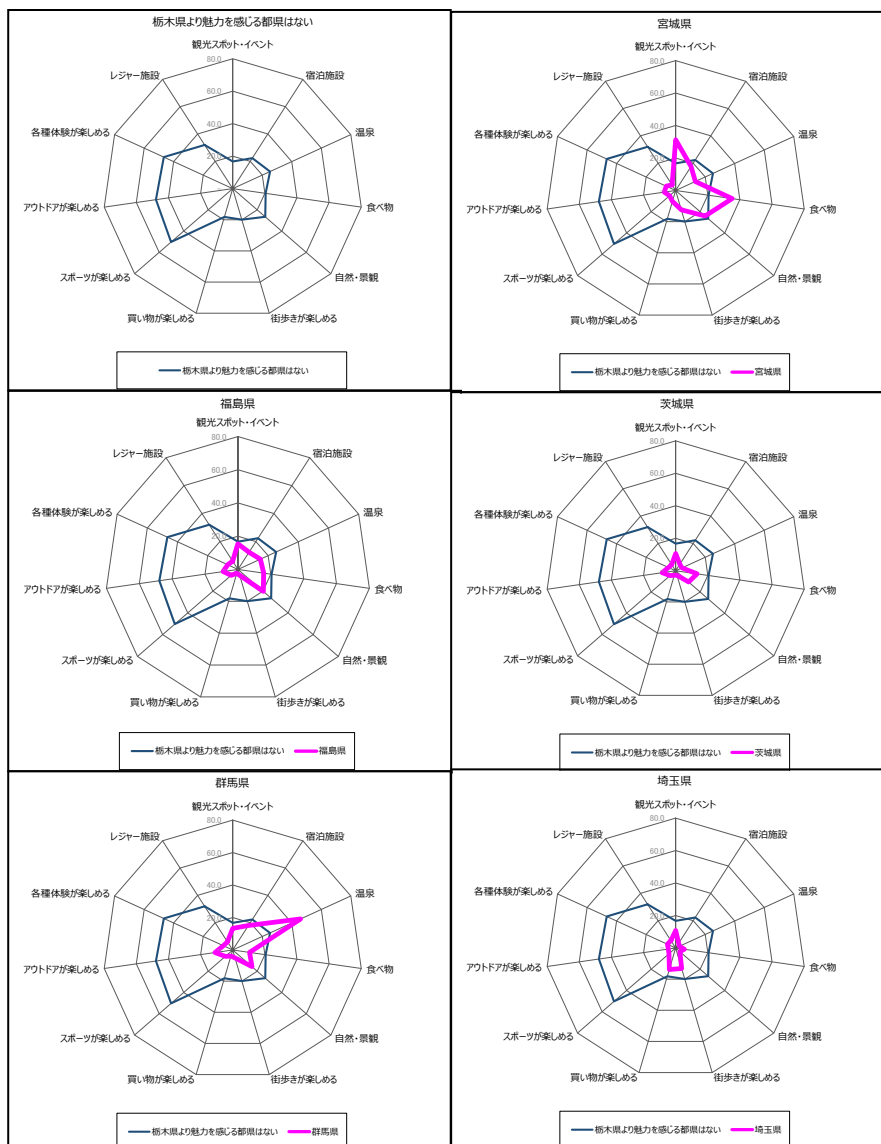 栃木県より魅力を感じる都県はない
観光スポット・イベント
80.0
60.0
40.0
20.0
宿泊施設
温泉
食べ物
自然・景観
街歩きが楽しめる
買い物が楽しめる
スポーツが楽しめる
アウトドアが楽しめる
各種体験が楽しめる
レジャー施設
栃木県より魅力を感じる都県はない
宮城県
観光スポット・イベント
80.0
60.0
40.0
20.0
宿泊施設
温泉
食べ物
自然・景観
街歩きが楽しめる
買い物が楽しめる
スポーツが楽しめる
アウトドアが楽しめる
各種体験が楽しめる
レジャー施設
栃木県より魅力を感じる都県はない 宮城県
福島県
観光スポット・イベント
80.0
60.0
40.0
20.0
宿泊施設
温泉
食べ物
自然・景観
街歩きが楽しめる
買い物が楽しめる
スポーツが楽しめる
アウトドアが楽しめる
各種体験が楽しめる
レジャー施設
栃木県より魅力を感じる都県はない 福島県
茨城県
観光スポット・イベント
80.0
60.0
40.0
20.0
宿泊施設
温泉
食べ物
自然・景観
街歩きが楽しめる
買い物が楽しめる
スポーツが楽しめる
アウトドアが楽しめる
各種体験が楽しめる
レジャー施設
栃木県より魅力を感じる都県はない 茨城県
群馬県
観光スポット・イベント
80.0
60.0
40.0
20.0
宿泊施設
温泉
食べ物
自然・景観
街歩きが楽しめる
買い物が楽しめる
スポーツが楽しめる
アウトドアが楽しめる
各種体験が楽しめる
レジャー施設
栃木県より魅力を感じる都県はない 群馬県
埼玉県
観光スポット・イベント
80.0
60.0
40.0
20.0
宿泊施設
温泉
食べ物
自然・景観
街歩きが楽しめる
買い物が楽しめる
スポーツが楽しめる
アウトドアが楽しめる
各種体験が楽しめる
レジャー施設
栃木県より魅力を感じる都県はない 埼玉県